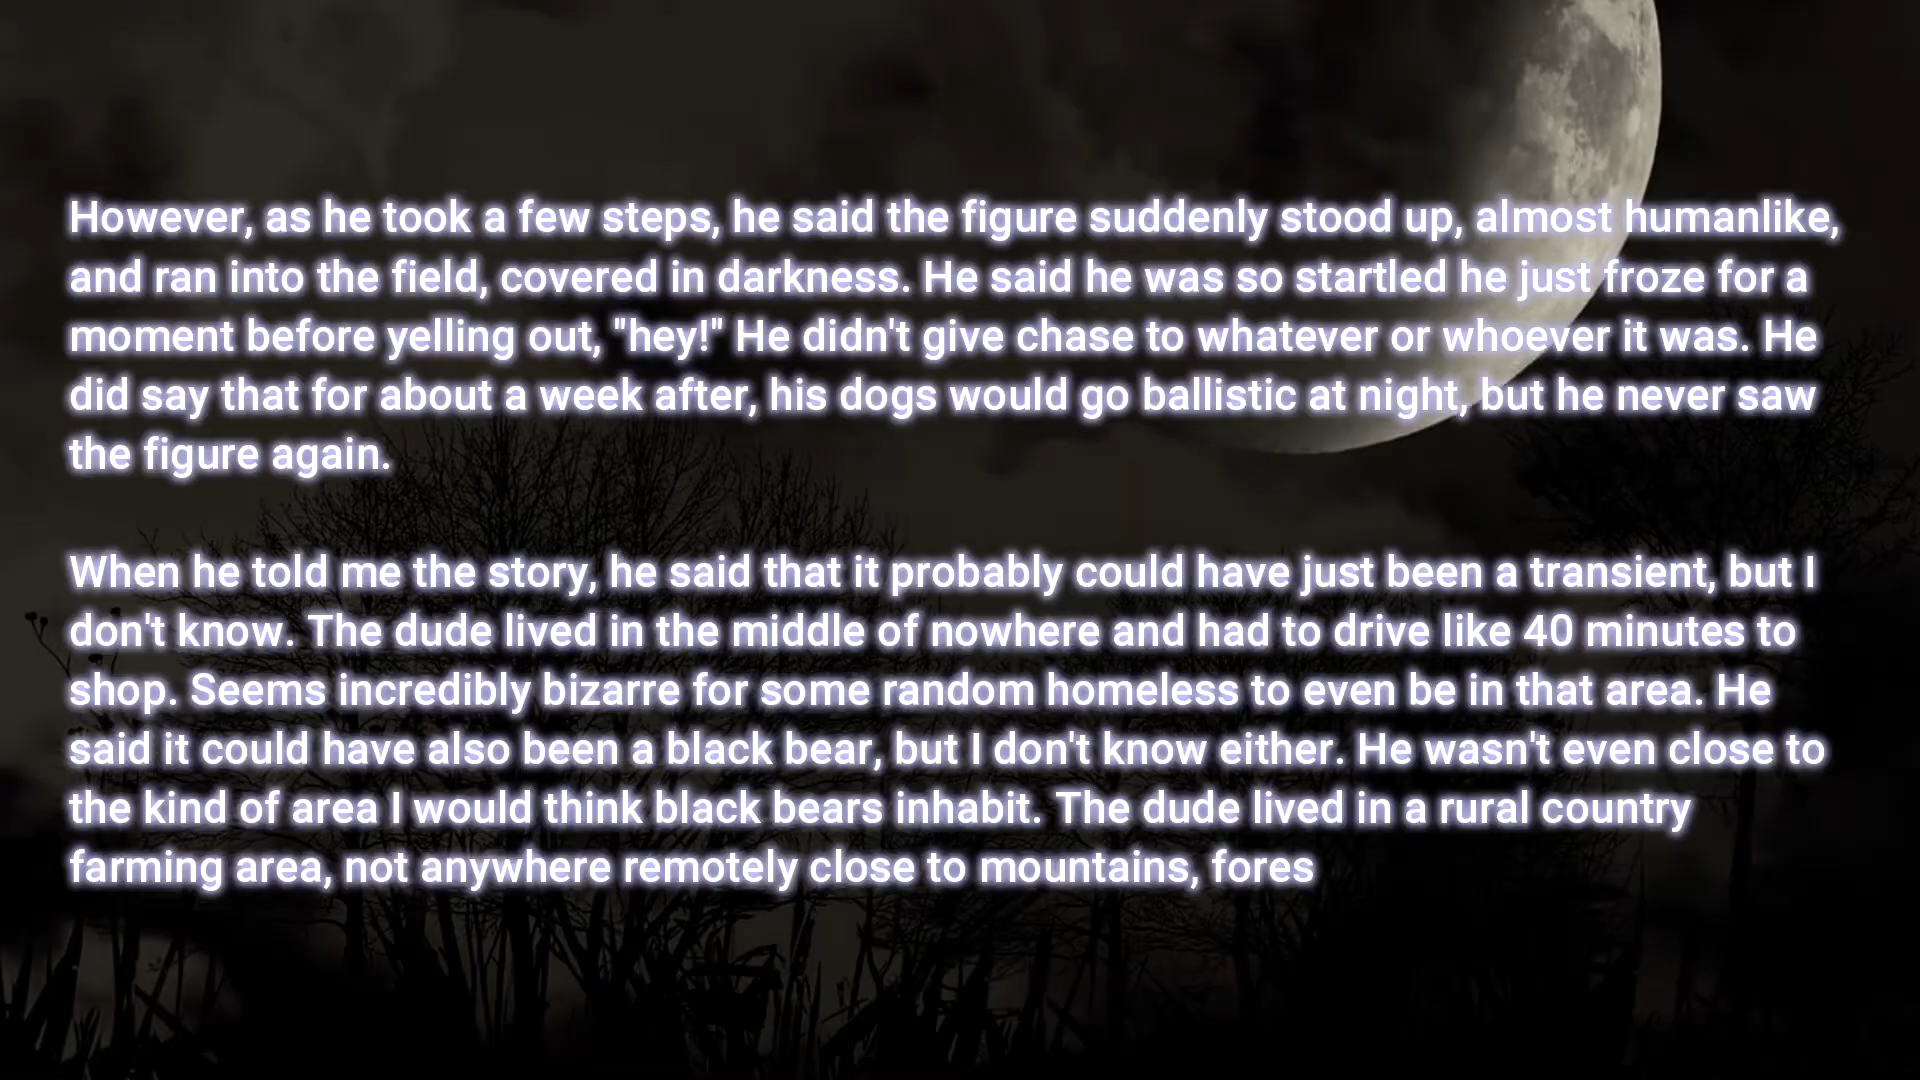 However, as he took a few steps, he said the figure suddenly stood up, almost humanlike,
and ran into the field, covered in darkness. He said he was so startled he just froze for a
moment before yelling out, "hey!" He didn't give chase to whatever or whoever it was. He
did say that for about a week after, his dogs would go ballistic at night, but he never saw
the figure again.
When he told me the story, he said that it probably could have just been a transient, but I
don't know. The dude lived in the middle of nowhere and had to drive like 40 minutes to
shop. Seems incredibly bizarre for some random homeless to even be in that area. He
said it could have also been a black bear, but I don't know either. He wasn't even close to
the kind of area I would think black bears inhabit. The dude lived in a rural country
farming area, not anywhere remotely close to mountains, fores